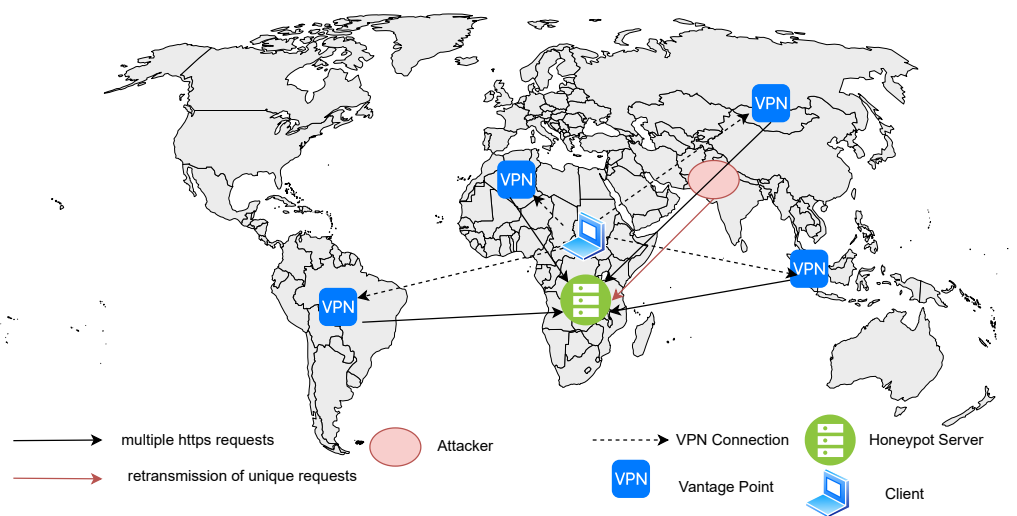 VPN
VPN
VPN
VPN
multiple https requests
Attacker
retransmission of unique requests
VPN Connection
Honeypot Server
VPN
Vantage Point
Client